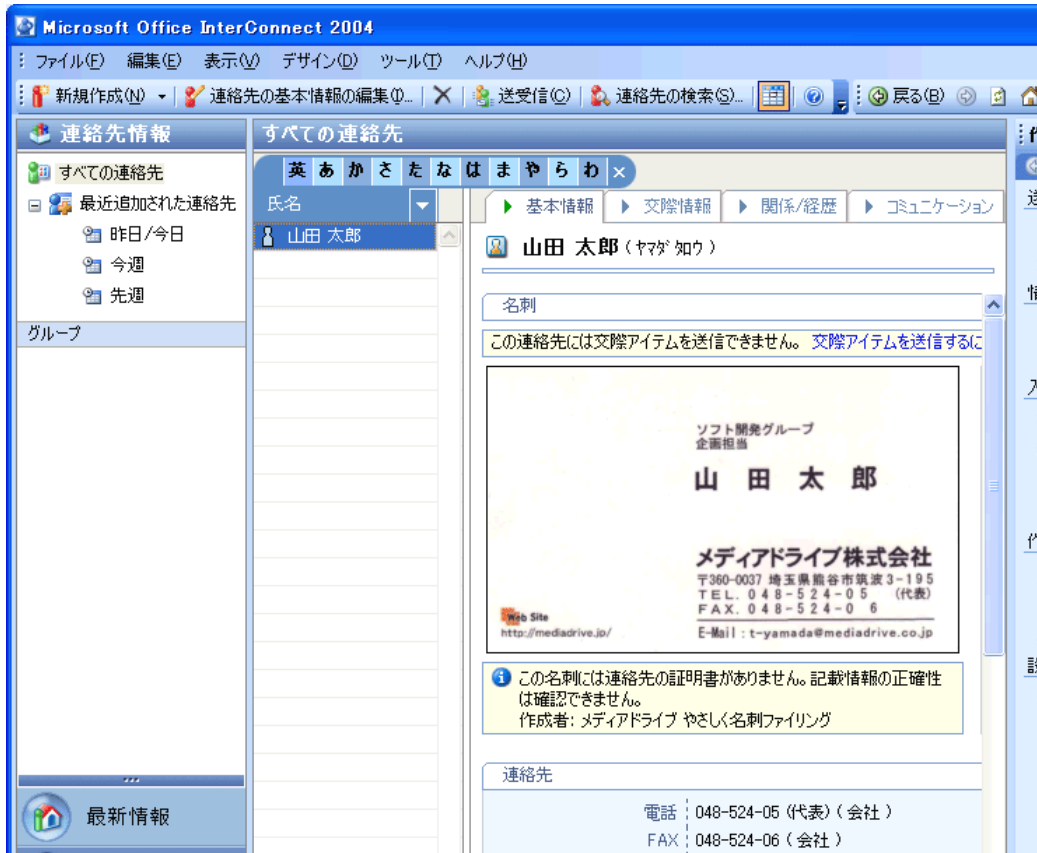 Microsoft Office InterConnect 2004
ファイル(F) 編集(E) 表示(V) デザイン(D) ツール(T) ヘルプ(H)
新規作成(N) 連絡先の基本情報の編集(I)... 送受信(C) 連絡先の検索(S)... 戻る(B)
連絡先情報
すべての連絡先
最近追加された連絡先
昨日/今日
今週
先週
グループ
最新情報
すべての連絡先
英 あ か さ た な は ま や ら わ ×
氏名
山田 太郎
基本情報 交際情報 関係/経歴 コミュニケーション
山田 太郎 (ヤマダ タロウ)
名刺
この連絡先には交際アイテムを送信できません。 交際アイテムを送信するに
ソフト開発グループ
企画担当
山田太郎
メディアドライブ株式会社
〒360-0037 埼玉県熊谷市筑波3-195
TEL. 048-524-05 (代表)
FAX. 048-524-0 6
Web Site
http://mediadrive.jp/
E-Mail : t-yamada@mediadrive.co.jp
この名刺には連絡先の証明書がありません。記載情報の正確性
は確認できません。
作成者: メディアドライブ やさしく名刺ファイリング
連絡先
電話 048-524-05 (代表) ( 会社 )
FAX 048-524-06 ( 会社 )